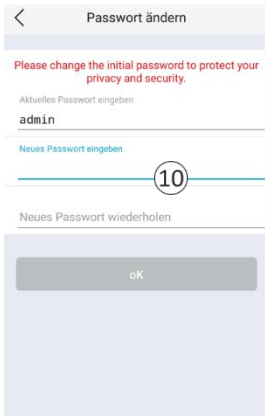 Passwort ändern
Please change the initial password to protect your
privacy and security.
Aktuelles Passwort eingeben
admin
Neues Passwort eingeben
10
Neues Passwort wiederholen
oK